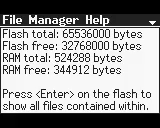 File Manager Help
Flash total: 65536000 bytes
Flash free: 32768000 bytes
RAM total: 524288 bytes
RAM free: 344912 bytes
Press <Enter> on the flash to
show all files contained within.